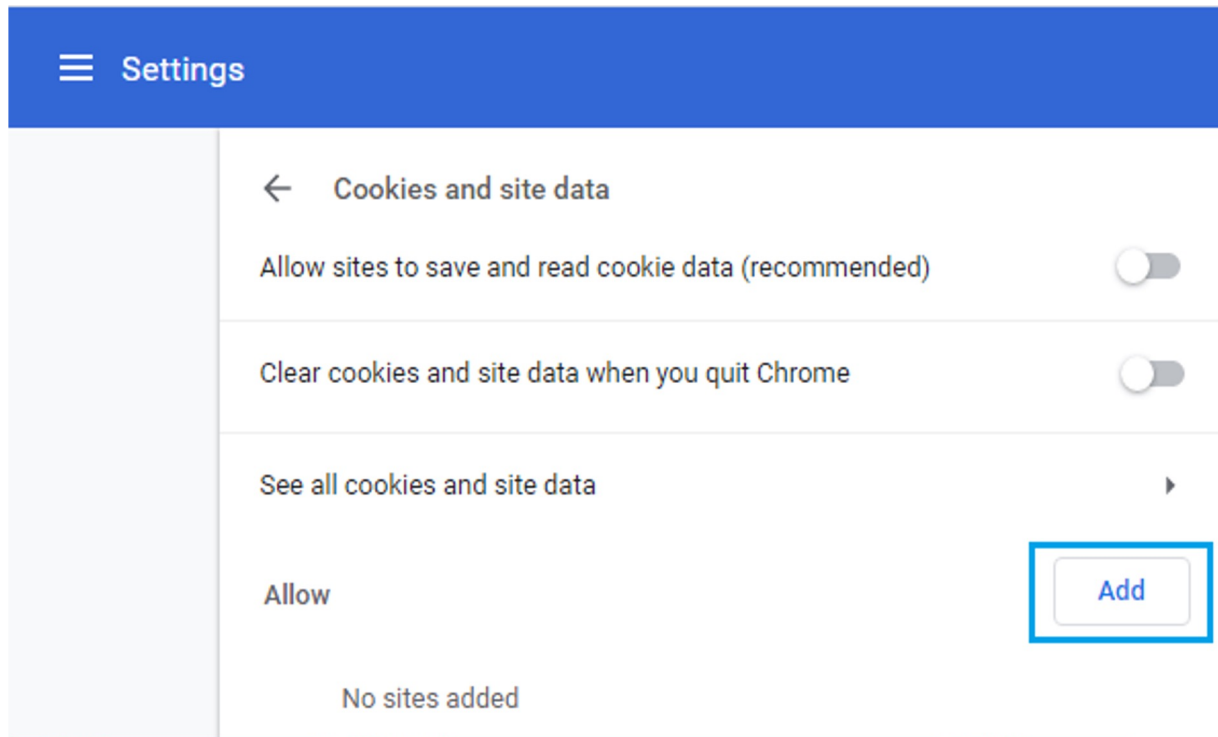 Settings
Cookies and site data
Allow sites to save and read cookie data (recommended)
Clear cookies and site data when you quit Chrome
See all cookies and site data
Allow
Add
No sites added